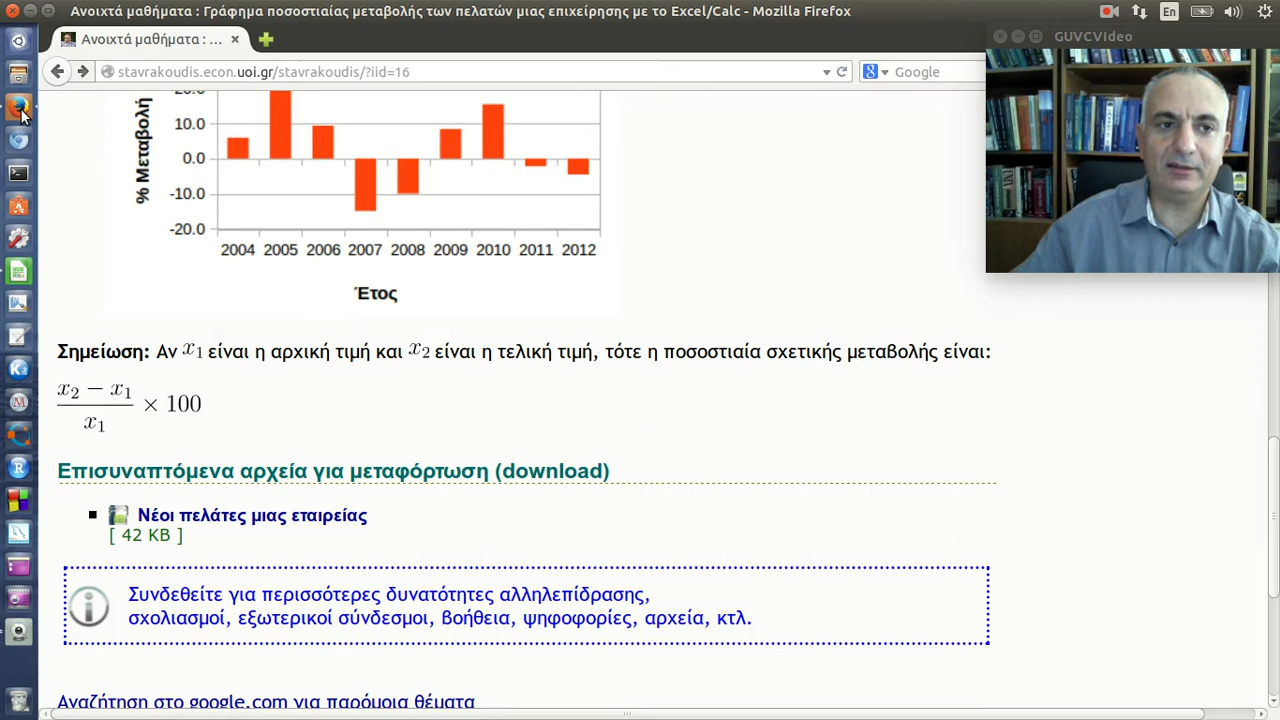 Ανοιχτά μαθήματα : Γράφημα ποσοστιαίας μεταβολής των πελατών μιας επιχείρησης με το Excel/Calc - Mozilla Firefox
En
Ανοιχτά μαθήματα : ...
GUVCVideo
stavrakoudis.econ.uoi.gr/stavrakoudis/?iid=16
Google
% Μεταβολή
20.0
10.0
0.0
-10.0
-20.0
2004 2005 2006 2007 2008 2009 2010 2011 2012
Έτος
Σημείωση: Αν x₁ είναι η αρχική τιμή και x₂ είναι η τελική τιμή, τότε η ποσοστιαία σχετικής μεταβολής είναι:
x₂ − x₁
x₁
× 100
Επισυναπτόμενα αρχεία για μεταφόρτωση (download)
Νέοι πελάτες μιας εταιρείας
[ 42 KB ]
Συνδεθείτε για περισσότερες δυνατότητες αλληλεπίδρασης,
σχολιασμοί, εξωτερικοί σύνδεσμοι, βοήθεια, ψηφοφορίες, αρχεία, κτλ.
Αναζήτηση στο google.com για παρόμοια θέματα